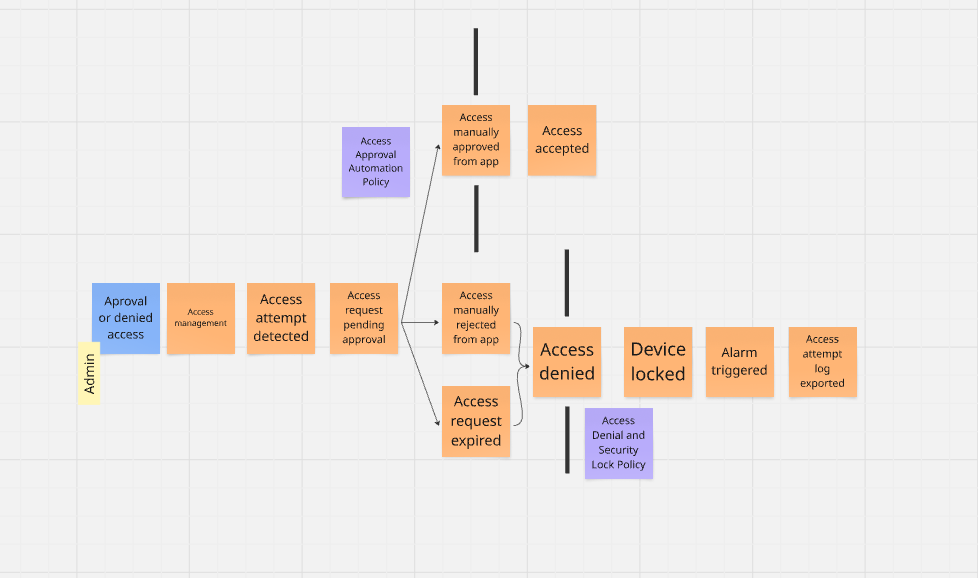 Access
manually
approved
from app
Access
accepted
Access
Approval
Automation
Policy
Aproval
or denied
access
Admin
Access
management
Access
attempt
detected
Access
request
pending
approval
Access
manually
rejected
from app
Access
request
expired
Access
denied
Device
locked
Alarm
triggered
Access
attempt
log
exported
Access
Denial and
Security
Lock Policy